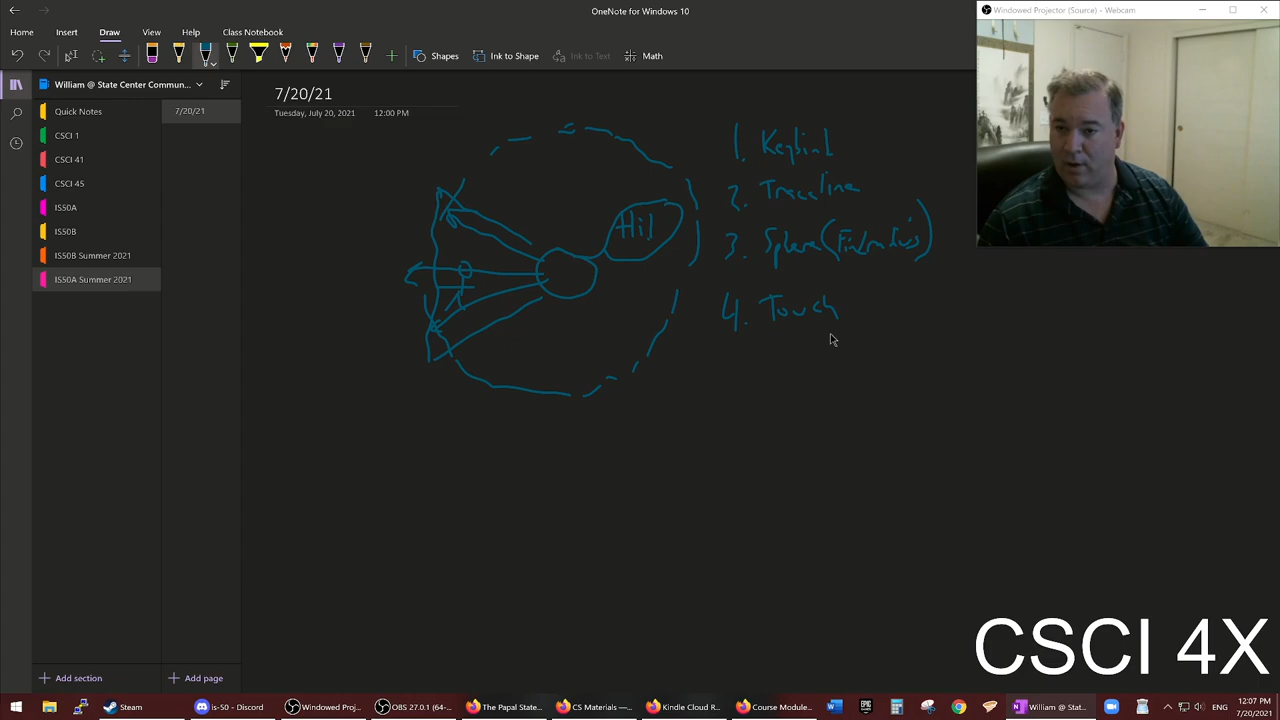 OneNote for Windows 10
Windowed Projector (Source) - Webcam
Home
Insert
Draw
View
Help
Class Notebook
Shapes
Ink to Shape
Ink to Text
Math
William @ State Center Commun...
Quick Notes
CSCI 1
CSCI 41
CSCI 45
IS50A
IS50B
IS50B Summer 2021
IS50A Summer 2021
7/20/21
7/20/21
Tuesday, July 20, 2021 12:00 PM
Hi!
1. Keybind
2. Traceline
3. Sphere (Findradius)
4. Touch
CSCI 4X
Add section
Add page
Steam
is-50 - Discord
Windowed Proj...
OBS 27.0.1 (64-...
The Papal State...
CS Materials —...
Kindle Cloud R...
Course Module...
William @ Stat...
ENG
12:07 PM
7/20/2021